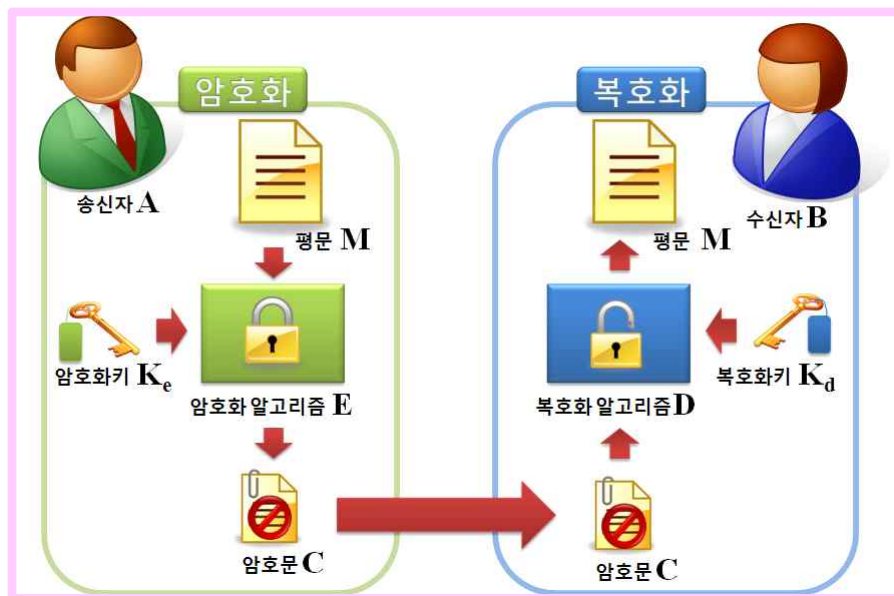 암호화
송신자 A
평문 M
암호화키 Ke
암호화 알고리즘 E
암호문 C
복호화
수신자 B
평문 M
복호화키 Kd
복호화 알고리즘 D
암호문 C